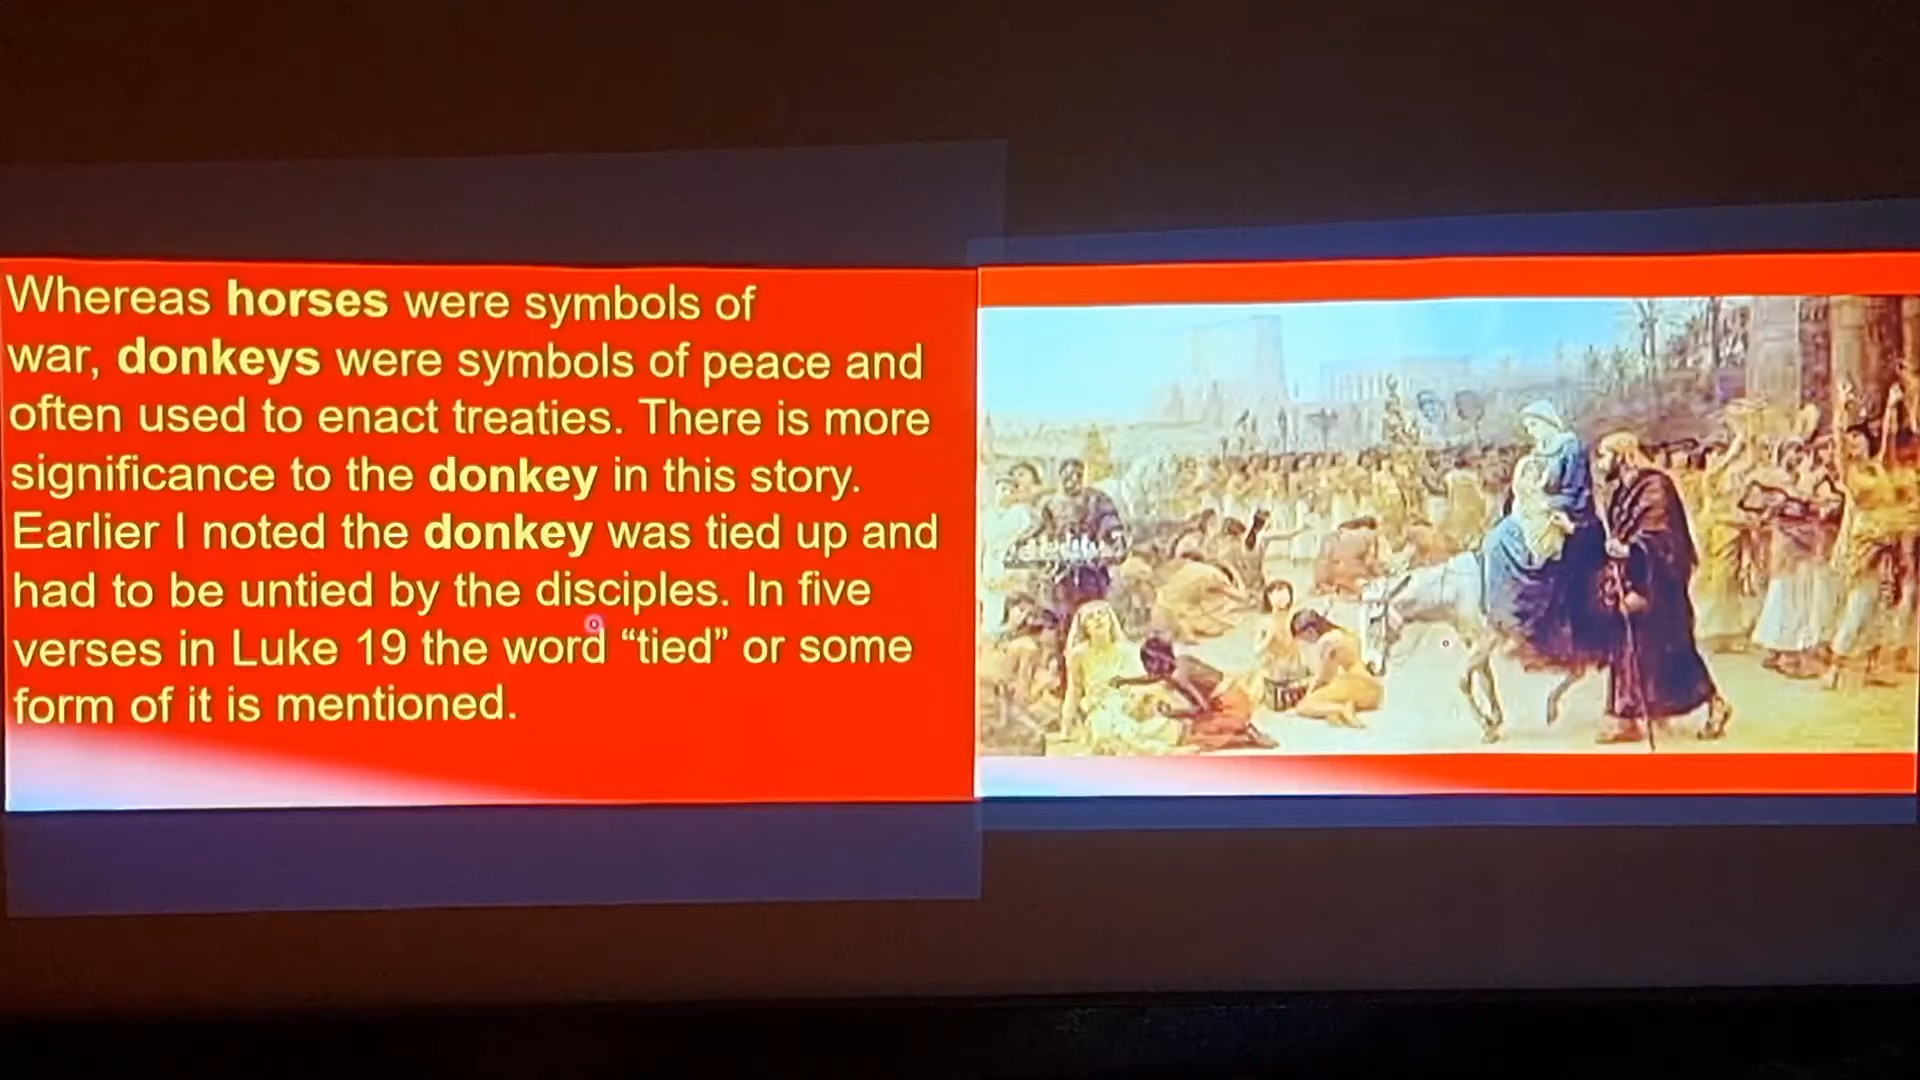 Whereas horses were symbols of
war, donkeys were symbols of peace and
often used to enact treaties. There is more
significance to the donkey in this story.
Earlier I noted the donkey was tied up and
had to be untied by the disciples. In five
verses in Luke 19 the word “tied” or some
form of it is mentioned.